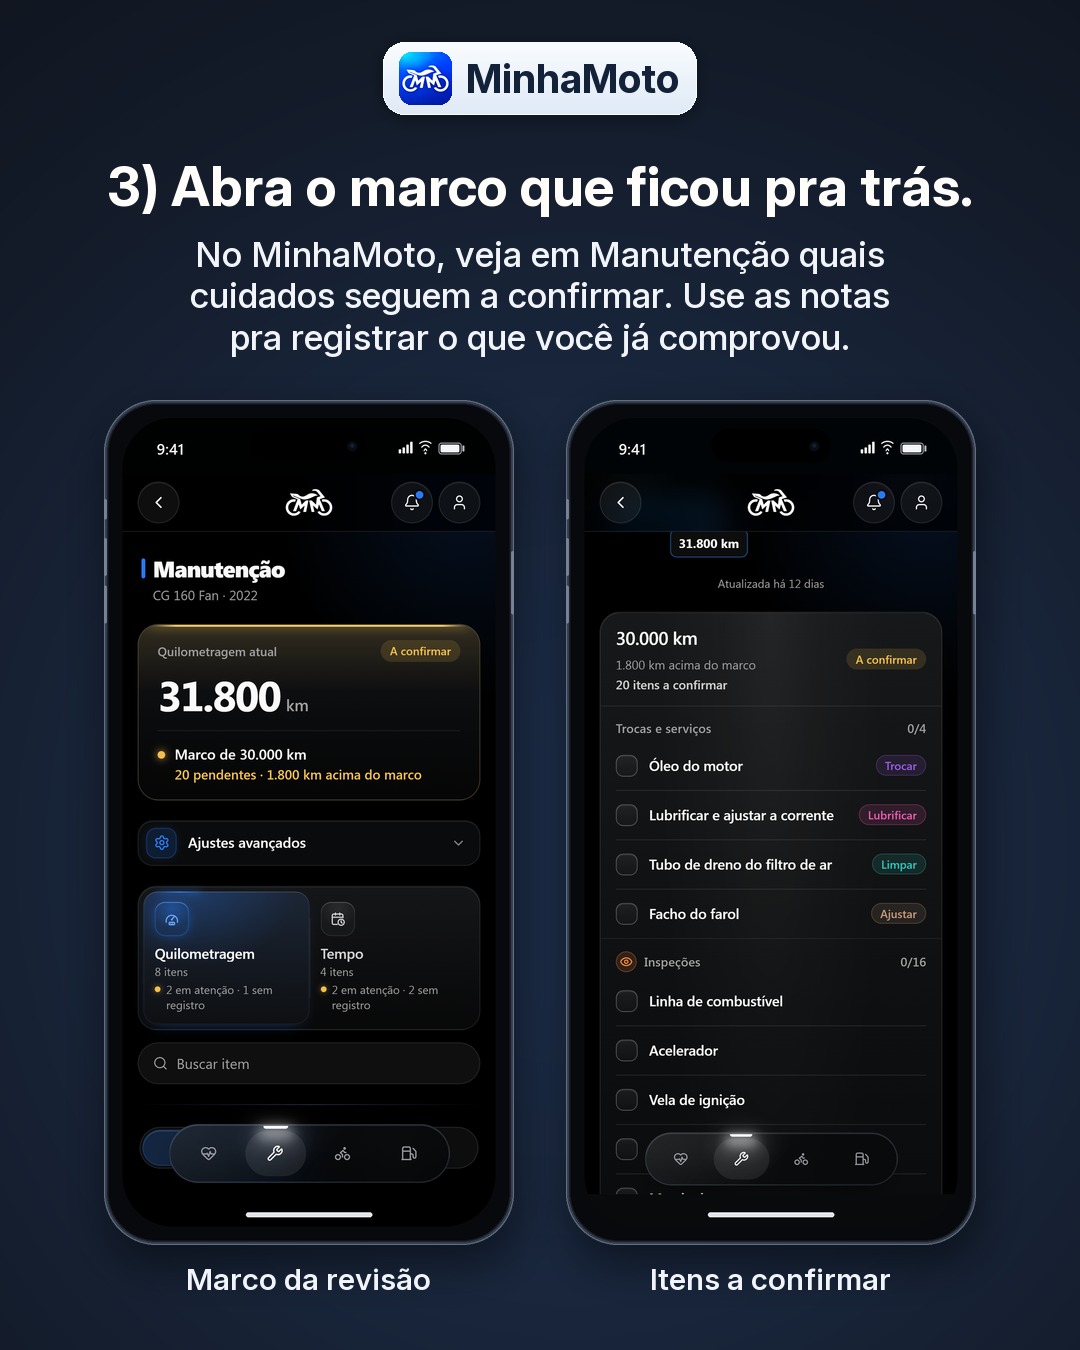 MinhaMoto
3) Abra o marco que ficou pra trás.
No MinhaMoto, veja em Manutenção quais
cuidados seguem a confirmar. Use as notas
pra registrar o que você já comprovou.
9:41
MM
Manutenção
CG 160 Fan · 2022
Quilometragem atual
A confirmar
31.800 km
Marco de 30.000 km
20 pendentes · 1.800 km acima do marco
Ajustes avançados
Quilometragem
8 itens
2 em atenção · 1 sem
registro
Tempo
4 itens
2 em atenção · 2 sem
registro
Buscar item
Marco da revisão
9:41
MM
31.800 km
Atualizada há 12 dias
30.000 km
1.800 km acima do marco
20 itens a confirmar
A confirmar
Trocas e serviços 0/4
Óleo do motor Trocar
Lubrificar e ajustar a corrente Lubrificar
Tubo de dreno do filtro de ar Limpar
Facho do farol Ajustar
Inspeções 0/16
Linha de combustível
Acelerador
Vela de ignição
Itens a confirmar